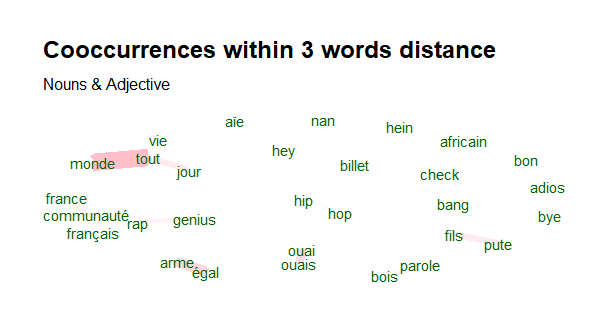 Cooccurrences within 3 words distance
Nouns & Adjective
aïe
nan
hein
vie
africain
hey
monde
tout
bon
billet
jour
check
adios
france
hip
bang
communauté
hop
bye
rap
genius
français
fils
pute
ouai
arme
ouais
parole
égal
bois